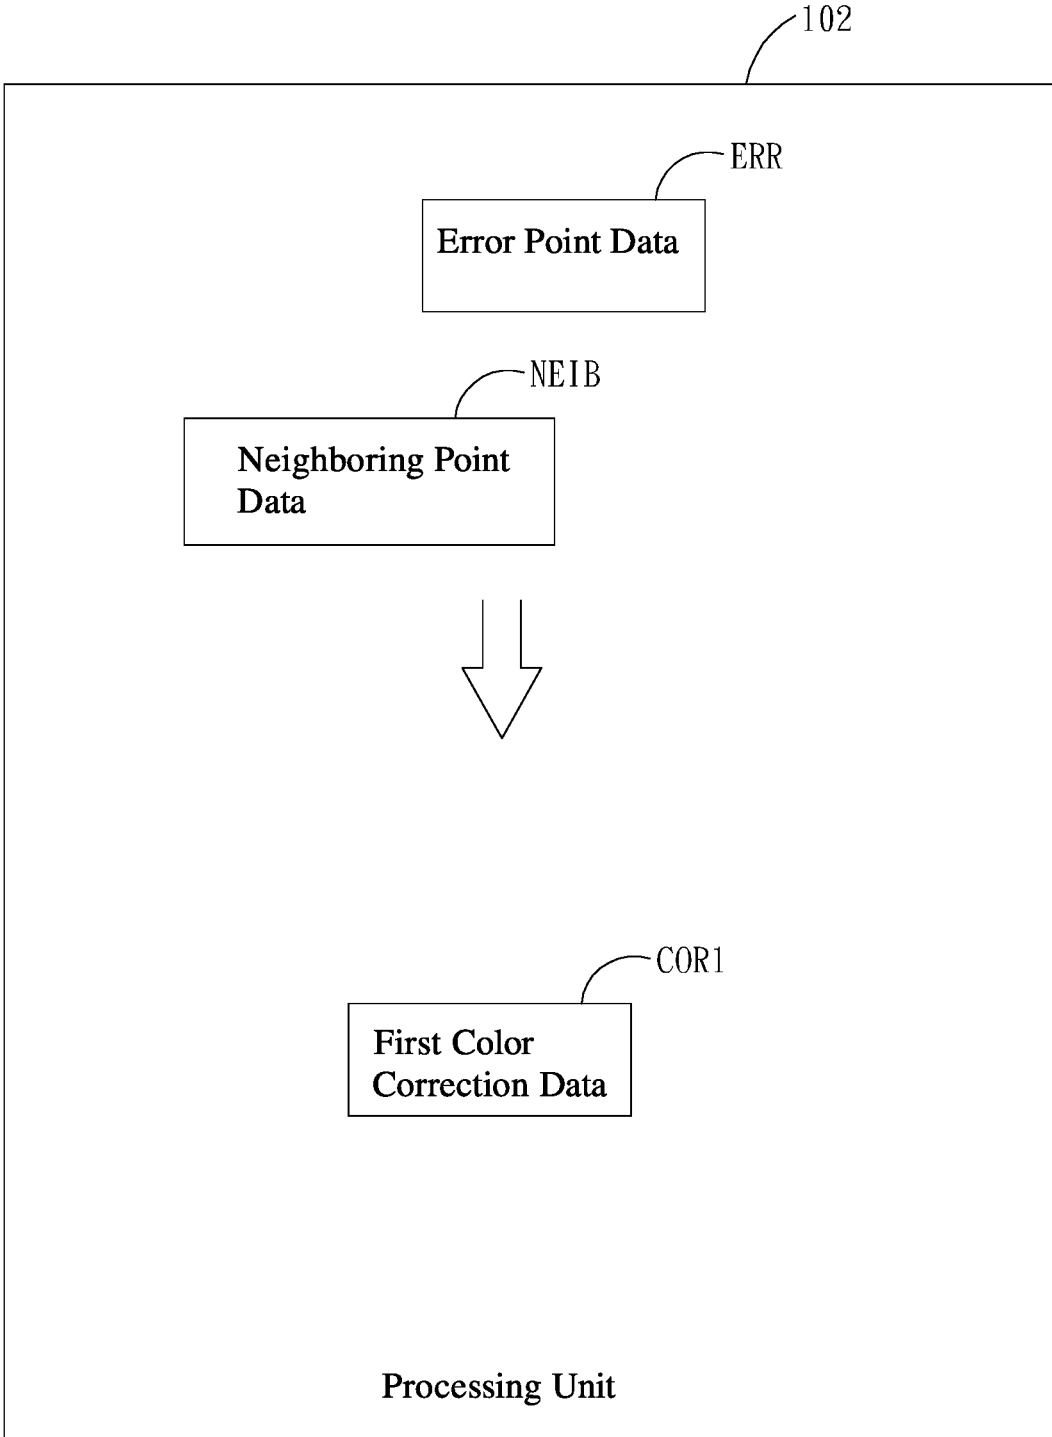 102
ERR
Error Point Data
NEIB
Neighboring Point
Data
COR1
First Color
Correction Data
Processing Unit